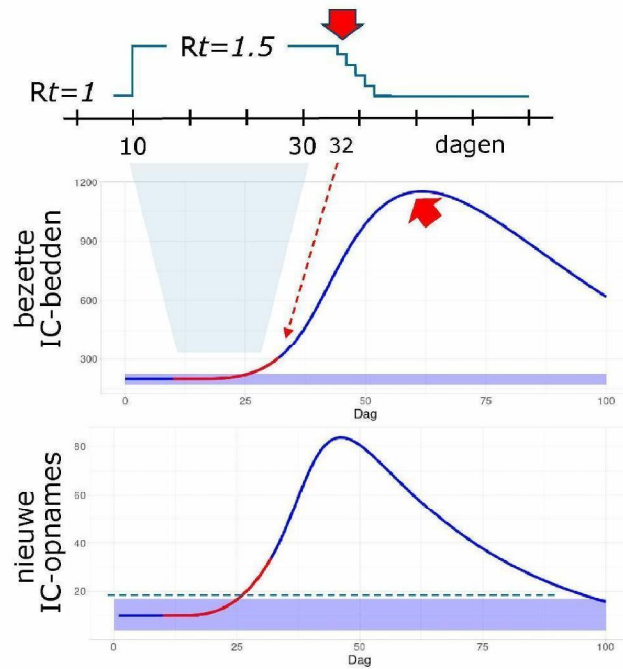 Rt=1.5
Rt=1
10 30 32 dagen
bezette
IC-bedden
1200
900
600
300
0 25 50 75 100
Dag
nieuwe
IC-opnames
80
60
40
20
0 25 50 75 100
Dag